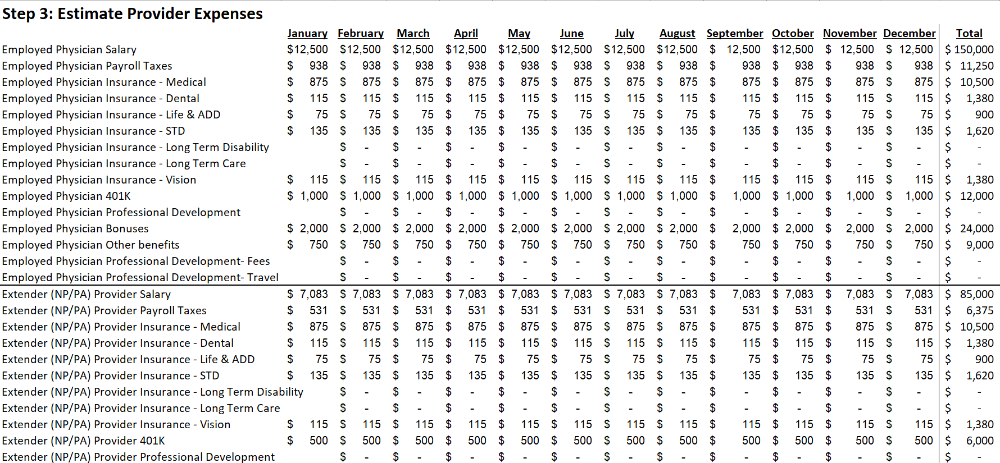 Step 3: Estimate Provider Expenses
January February March April May June July August September October November December Total
Employed Physician Salary $12,500 $12,500 $12,500 $12,500 $12,500 $12,500 $12,500 $12,500 $ 12,500 $12,500 $ 12,500 $ 12,500 $ 150,000
Employed Physician Payroll Taxes $ 938 $ 938 $ 938 $ 938 $ 938 $ 938 $ 938 $ 938 $ 938 $ 938 $ 938 $ 938 $ 11,250
Employed Physician Insurance - Medical $ 875 $ 875 $ 875 $ 875 $ 875 $ 875 $ 875 $ 875 $ 875 $ 875 $ 875 $ 875 $ 10,500
Employed Physician Insurance - Dental $ 115 $ 115 $ 115 $ 115 $ 115 $ 115 $ 115 $ 115 $ 115 $ 115 $ 115 $ 115 $ 1,380
Employed Physician Insurance - Life & ADD $ 75 $ 75 $ 75 $ 75 $ 75 $ 75 $ 75 $ 75 $ 75 $ 75 $ 75 $ 75 $ 900
Employed Physician Insurance - STD $ 135 $ 135 $ 135 $ 135 $ 135 $ 135 $ 135 $ 135 $ 135 $ 135 $ 135 $ 135 $ 1,620
Employed Physician Insurance - Long Term Disability $ - $ - $ - $ - $ - $ - $ - $ - $ - $ - $ - $ -
Employed Physician Insurance - Long Term Care $ - $ - $ - $ - $ - $ - $ - $ - $ - $ - $ - $ -
Employed Physician Insurance - Vision $ 115 $ 115 $ 115 $ 115 $ 115 $ 115 $ 115 $ 115 $ 115 $ 115 $ 115 $ 115 $ 1,380
Employed Physician 401K $ 1,000 $ 1,000 $ 1,000 $ 1,000 $ 1,000 $ 1,000 $ 1,000 $ 1,000 $ 1,000 $ 1,000 $ 1,000 $ 1,000 $ 12,000
Employed Physician Professional Development $ - $ - $ - $ - $ - $ - $ - $ - $ - $ - $ - $ -
Employed Physician Bonuses $ 2,000 $ 2,000 $ 2,000 $ 2,000 $ 2,000 $ 2,000 $ 2,000 $ 2,000 $ 2,000 $ 2,000 $ 2,000 $ 2,000 $ 24,000
Employed Physician Other benefits $ 750 $ 750 $ 750 $ 750 $ 750 $ 750 $ 750 $ 750 $ 750 $ 750 $ 750 $ 750 $ 9,000
Employed Physician Professional Development- Fees $ - $ - $ - $ - $ - $ - $ - $ - $ - $ - $ - $ -
Employed Physician Professional Development- Travel $ - $ - $ - $ - $ - $ - $ - $ - $ - $ - $ - $ -
Extender (NP/PA) Provider Salary $ 7,083 $ 7,083 $ 7,083 $ 7,083 $ 7,083 $ 7,083 $ 7,083 $ 7,083 $ 7,083 $ 7,083 $ 7,083 $ 7,083 $ 85,000
Extender (NP/PA) Provider Payroll Taxes $ 531 $ 531 $ 531 $ 531 $ 531 $ 531 $ 531 $ 531 $ 531 $ 531 $ 531 $ 531 $ 6,375
Extender (NP/PA) Provider Insurance - Medical $ 875 $ 875 $ 875 $ 875 $ 875 $ 875 $ 875 $ 875 $ 875 $ 875 $ 875 $ 875 $ 10,500
Extender (NP/PA) Provider Insurance - Dental $ 115 $ 115 $ 115 $ 115 $ 115 $ 115 $ 115 $ 115 $ 115 $ 115 $ 115 $ 115 $ 1,380
Extender (NP/PA) Provider Insurance - Life & ADD $ 75 $ 75 $ 75 $ 75 $ 75 $ 75 $ 75 $ 75 $ 75 $ 75 $ 75 $ 75 $ 900
Extender (NP/PA) Provider Insurance - STD $ 135 $ 135 $ 135 $ 135 $ 135 $ 135 $ 135 $ 135 $ 135 $ 135 $ 135 $ 135 $ 1,620
Extender (NP/PA) Provider Insurance - Long Term Disability $ - $ - $ - $ - $ - $ - $ - $ - $ - $ - $ - $ -
Extender (NP/PA) Provider Insurance - Long Term Care $ - $ - $ - $ - $ - $ - $ - $ - $ - $ - $ - $ -
Extender (NP/PA) Provider Insurance - Vision $ 115 $ 115 $ 115 $ 115 $ 115 $ 115 $ 115 $ 115 $ 115 $ 115 $ 115 $ 115 $ 1,380
Extender (NP/PA) Provider 401K $ 500 $ 500 $ 500 $ 500 $ 500 $ 500 $ 500 $ 500 $ 500 $ 500 $ 500 $ 500 $ 6,000
Extender (NP/PA) Provider Professional Development $ - $ - $ - $ - $ - $ - $ - $ - $ - $ - $ - $ -